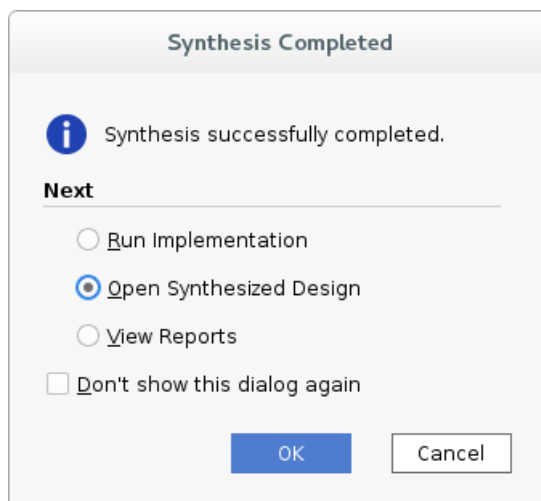 Synthesis Completed
Synthesis successfully completed.
Next
Run Implementation
Open Synthesized Design
View Reports
Don't show this dialog again
OK
Cancel